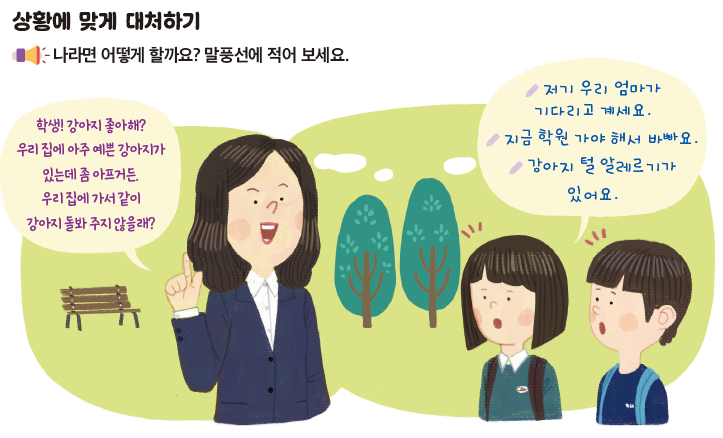 상황에 맞게 대처하기
나라면 어떻게 할까요? 말풍선에 적어 보세요.
학생! 강아지 좋아해?
우리 집에 아주 예쁜 강아지가
있는데 좀 아프거든.
우리 집에 가서 같이
강아지 돌봐 주지 않을래?
저기 우리 엄마가
기다리고 계세요.
지금 학원 가야 해서 바빠요.
강아지 털 알레르기가
있어요.